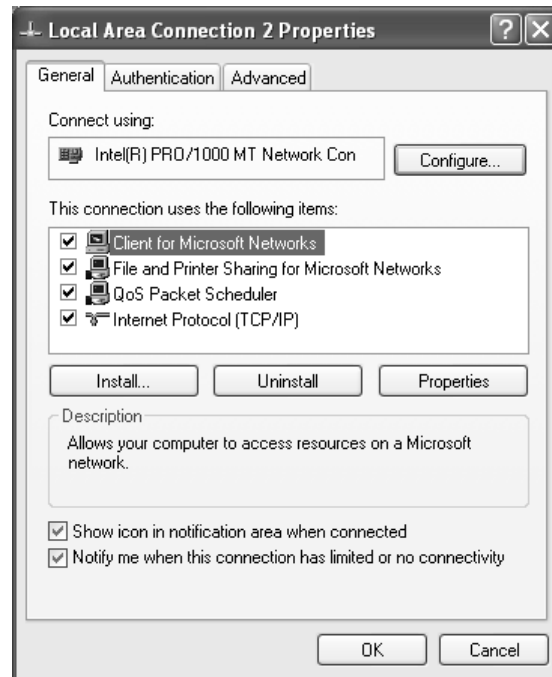 Local Area Connection 2 Properties
General Authentication Advanced
Connect using:
Intel(R) PRO/1000 MT Network Con
Configure...
This connection uses the following items:
Client for Microsoft Networks
File and Printer Sharing for Microsoft Networks
QoS Packet Scheduler
Internet Protocol (TCP/IP)
Install... Uninstall Properties
Description
Allows your computer to access resources on a Microsoft
network.
Show icon in notification area when connected
Notify me when this connection has limited or no connectivity
OK Cancel